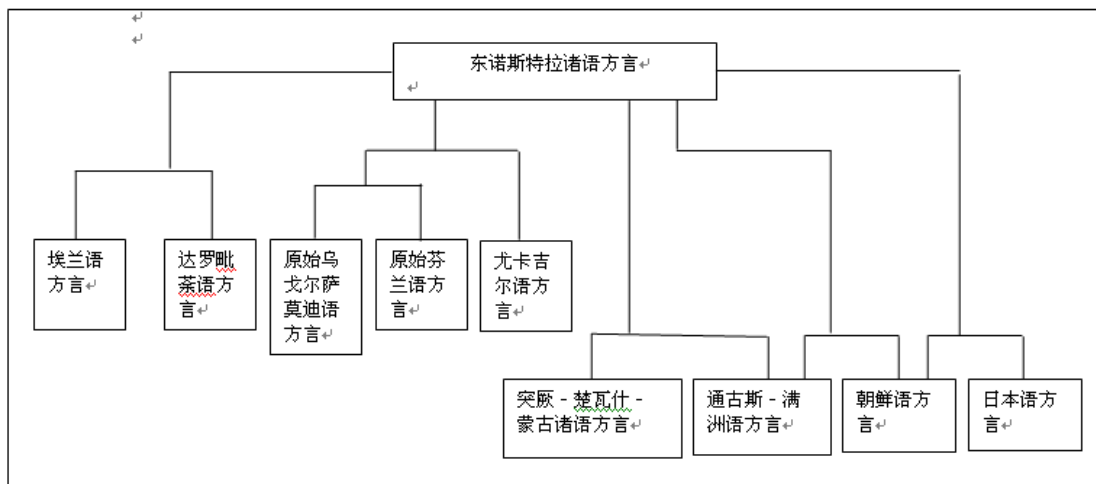 东诺斯特拉诸语方言
埃兰语
方言
达罗毗
荼语方
言
原始乌
戈尔萨
莫迪语
方言
原始芬
兰语方
言
尤卡吉
尔语方
言
突厥－楚瓦什－
蒙古诸语方言
通古斯－满
洲语方言
朝鲜语方
言
日本语方
言